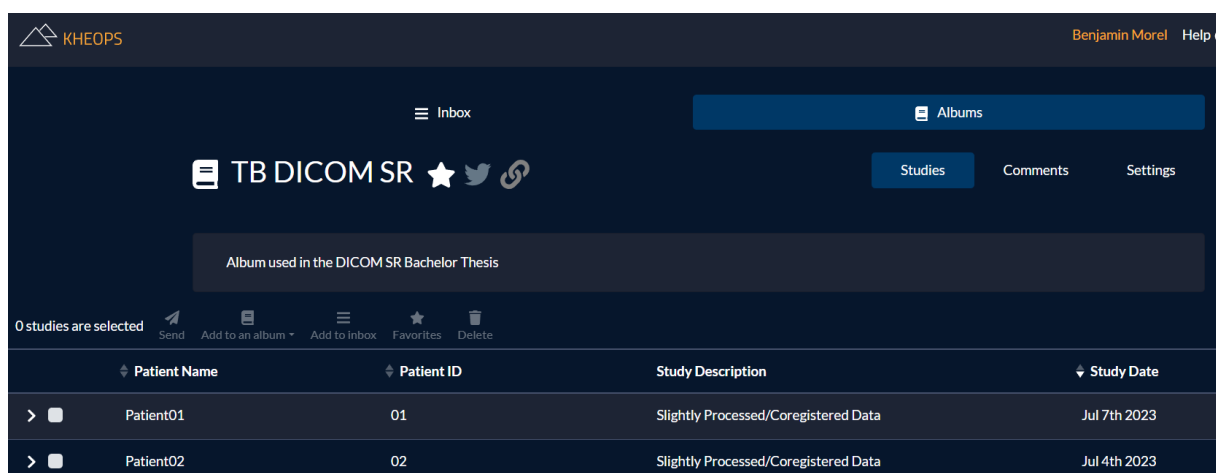 KHEOPS Benjamin Morel Help
Inbox Albums
TB DICOM SR Studies Comments Settings
Album used in the DICOM SR Bachelor Thesis
0 studies are selected Send Add to an album Add to inbox Favorites Delete
Patient Name Patient ID Study Description Study Date
Patient01 01 Slightly Processed/Coregistered Data Jul 7th 2023
Patient02 02 Slightly Processed/Coregistered Data Jul 4th 2023